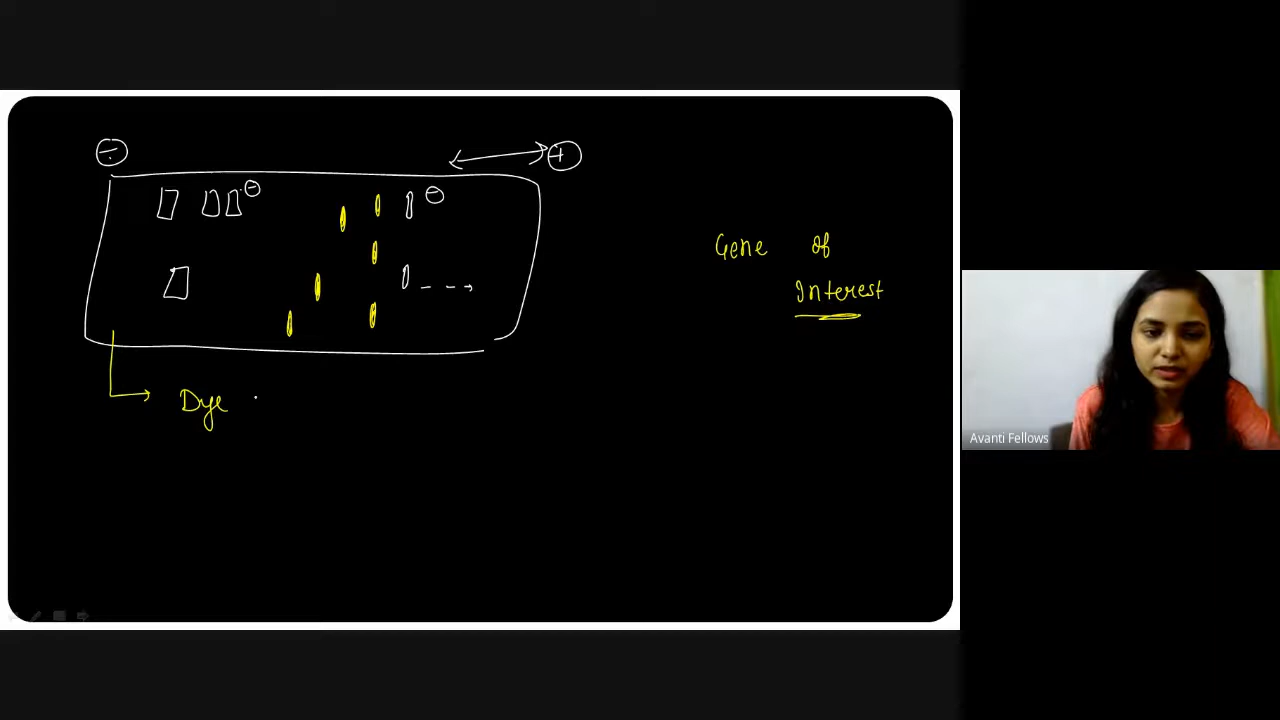 ⊖
⊕
⊖
⊖
Gene of
Interest
Dye
Avanti Fellows